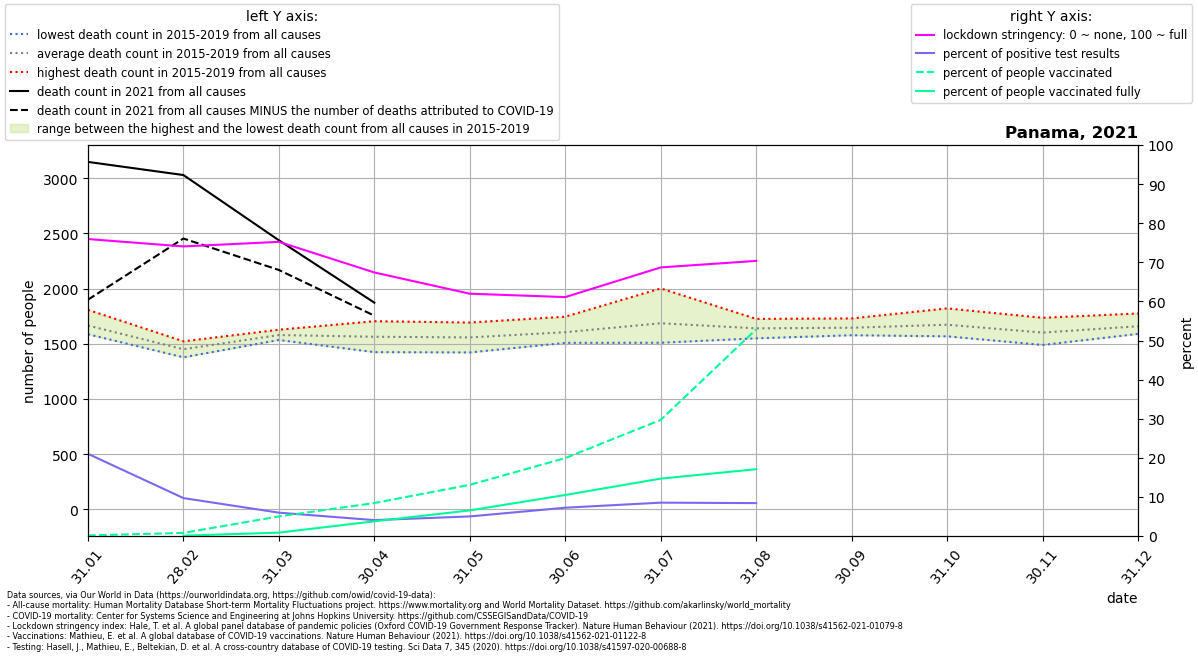 left Y axis:
lowest death count in 2015-2019 from all causes
average death count in 2015-2019 from all causes
highest death count in 2015-2019 from all causes
death count in 2021 from all causes
death count in 2021 from all causes MINUS the number of deaths attributed to COVID-19
range between the highest and the lowest death count from all causes in 2015-2019
right Y axis:
lockdown stringency: 0 ~ none, 100 ~ full
percent of positive test results
percent of people vaccinated
percent of people vaccinated fully
Panama, 2021
number of people
3000
2500
2000
1500
1000
500
0
100
90
80
70
60
50
40
30
20
10
0
percent
31.01
28.02
31.03
30.04
31.05
30.06
31.07
31.08
30.09
31.10
30.11
31.12
date
Data sources, via Our World in Data (https://ourworldindata.org, https://github.com/owid/covid-19-data):
- All-cause mortality: Human Mortality Database Short-term Mortality Fluctuations project. https://www.mortality.org and World Mortality Dataset. https://github.com/akarlinsky/world_mortality
- COVID-19 mortality: Center for Systems Science and Engineering at Johns Hopkins University. https://github.com/CSSEGISandData/COVID-19
- Lockdown stringency index: Hale, T. et al. A global panel database of pandemic policies (Oxford COVID-19 Government Response Tracker). Nature Human Behaviour (2021). https://doi.org/10.1038/s41562-021-01079-8
- Vaccinations: Mathieu, E. et al. A global database of COVID-19 vaccinations. Nature Human Behaviour (2021). https://doi.org/10.1038/s41562-021-01122-8
- Testing: Hasell, J., Mathieu, E., Beltekian, D. et al. A cross-country database of COVID-19 testing. Sci Data 7, 345 (2020). https://doi.org/10.1038/s41597-020-00688-8